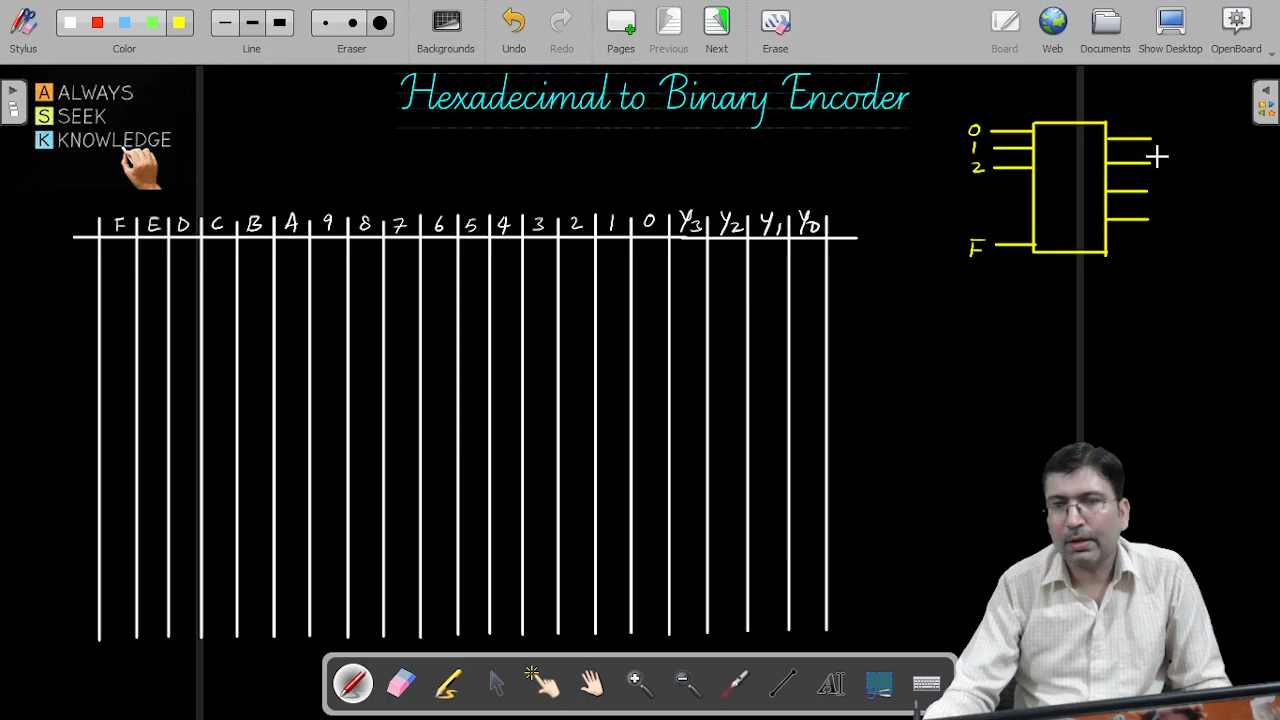 Stylus
Color
Line
Eraser
Backgrounds
Undo
Redo
Pages
Previous
Next
Erase
Board
Web
Documents
Show Desktop
OpenBoard
A ALWAYS
S SEEK
K KNOWLEDGE
Hexadecimal to Binary Encoder
0
1
2
F
F E D C B A 9 8 7 6 5 4 3 2 1 0 Y3 Y2 Y1 Y0
AI